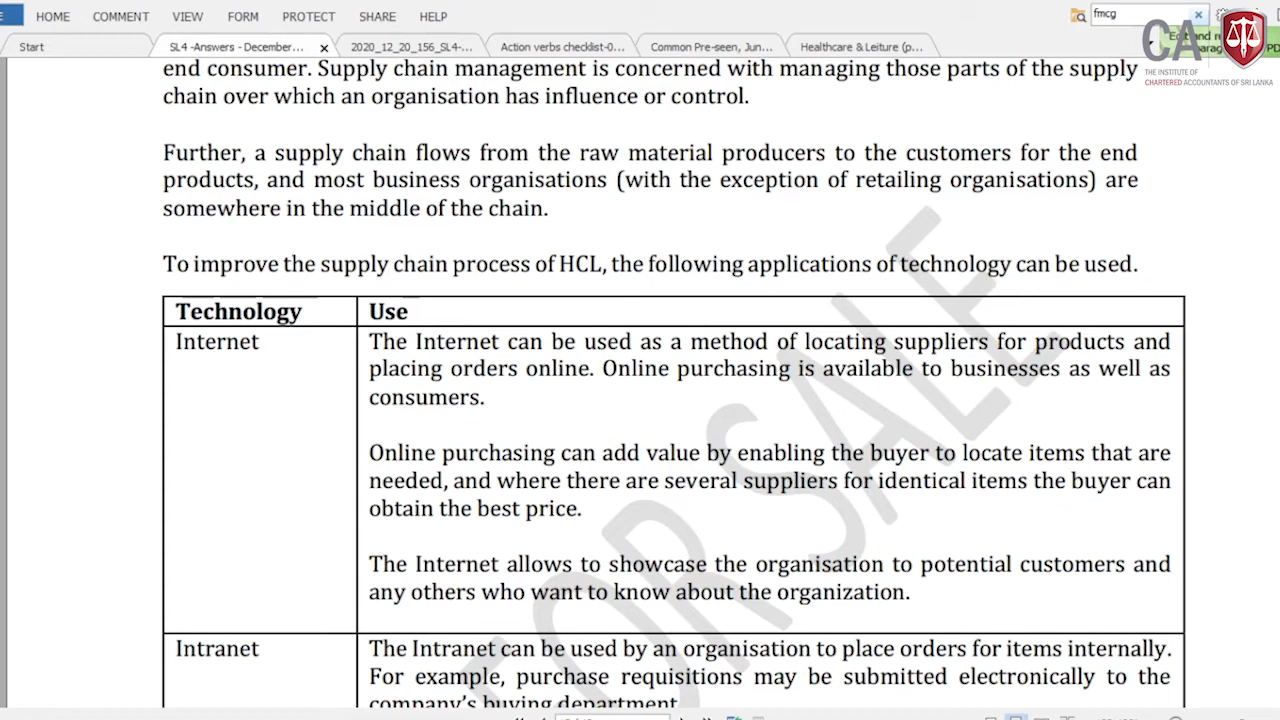 HOME COMMENT VIEW FORM PROTECT SHARE HELP fmcg
Start SL4 -Answers - December... x 2020_12_20_156_SL4-... Action verbs checklist-0... Common Pre-seen, Jun... Healthcare & Leiture (p...
CA
THE INSTITUTE OF
CHARTERED ACCOUNTANTS OF SRI LANKA
end consumer. Supply chain management is concerned with managing those parts of the supply
chain over which an organisation has influence or control.
Further, a supply chain flows from the raw material producers to the customers for the end
products, and most business organisations (with the exception of retailing organisations) are
somewhere in the middle of the chain.
To improve the supply chain process of HCL, the following applications of technology can be used.
Technology Use
Internet The Internet can be used as a method of locating suppliers for products and
placing orders online. Online purchasing is available to businesses as well as
consumers.
Online purchasing can add value by enabling the buyer to locate items that are
needed, and where there are several suppliers for identical items the buyer can
obtain the best price.
The Internet allows to showcase the organisation to potential customers and
any others who want to know about the organization.
Intranet The Intranet can be used by an organisation to place orders for items internally.
For example, purchase requisitions may be submitted electronically to the
company's buying department.
FOR SALE